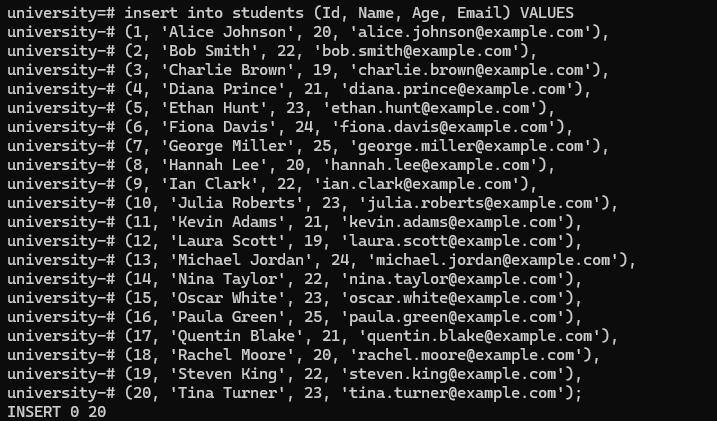 university=# insert into students (Id, Name, Age, Email) VALUES
university-# (1, 'Alice Johnson', 20, 'alice.johnson@example.com'),
university-# (2, 'Bob Smith', 22, 'bob.smith@example.com'),
university-# (3, 'Charlie Brown', 19, 'charlie.brown@example.com'),
university-# (4, 'Diana Prince', 21, 'diana.prince@example.com'),
university-# (5, 'Ethan Hunt', 23, 'ethan.hunt@example.com'),
university-# (6, 'Fiona Davis', 24, 'fiona.davis@example.com'),
university-# (7, 'George Miller', 25, 'george.miller@example.com'),
university-# (8, 'Hannah Lee', 20, 'hannah.lee@example.com'),
university-# (9, 'Ian Clark', 22, 'ian.clark@example.com'),
university-# (10, 'Julia Roberts', 23, 'julia.roberts@example.com'),
university-# (11, 'Kevin Adams', 21, 'kevin.adams@example.com'),
university-# (12, 'Laura Scott', 19, 'laura.scott@example.com'),
university-# (13, 'Michael Jordan', 24, 'michael.jordan@example.com'),
university-# (14, 'Nina Taylor', 22, 'nina.taylor@example.com'),
university-# (15, 'Oscar White', 23, 'oscar.white@example.com'),
university-# (16, 'Paula Green', 25, 'paula.green@example.com'),
university-# (17, 'Quentin Blake', 21, 'quentin.blake@example.com'),
university-# (18, 'Rachel Moore', 20, 'rachel.moore@example.com'),
university-# (19, 'Steven King', 22, 'steven.king@example.com'),
university-# (20, 'Tina Turner', 23, 'tina.turner@example.com');
INSERT 0 20